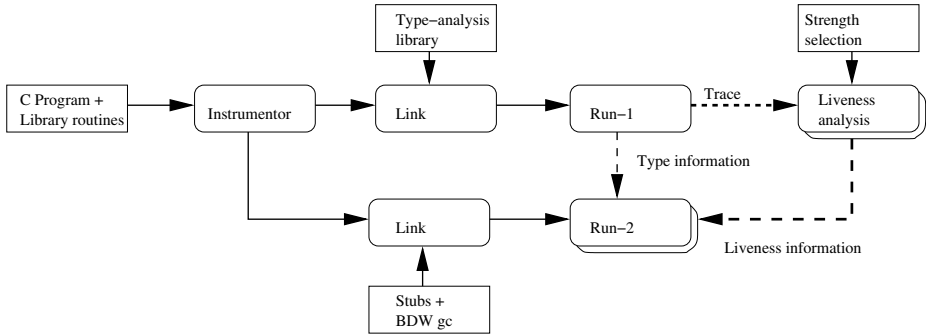 Type−analysis
library
Strength
selection
C Program +
Library routines
Instrumentor
Link
Run−1
Trace
Liveness
analysis
Type information
Link
Run−2
Liveness information
Stubs +
BDW gc